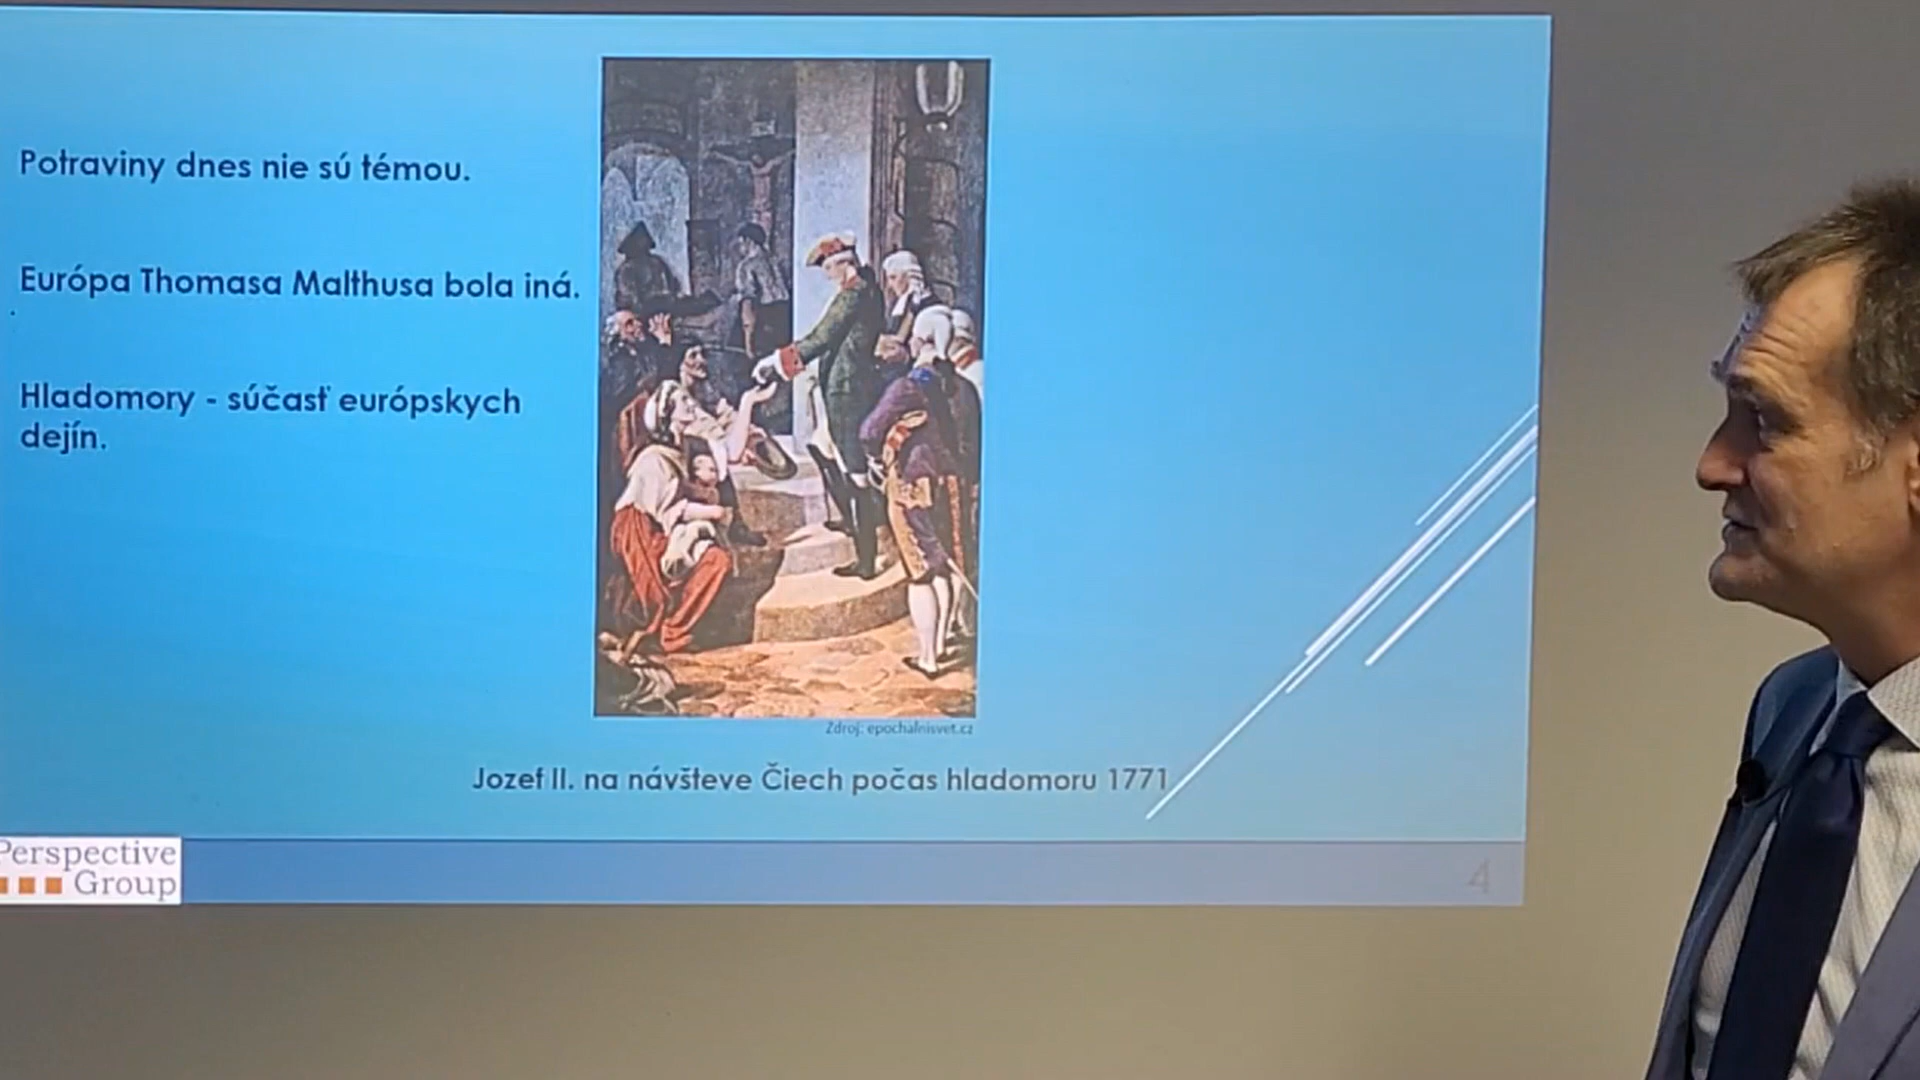 Potraviny dnes nie sú témou.
Európa Thomasa Malthusa bola iná.
Hladomory - súčasť európskych
dejín.
Zdroj: epochalnisvet.cz
Jozef II. na návšteve Čiech počas hladomoru 1771
Perspective
Group
4